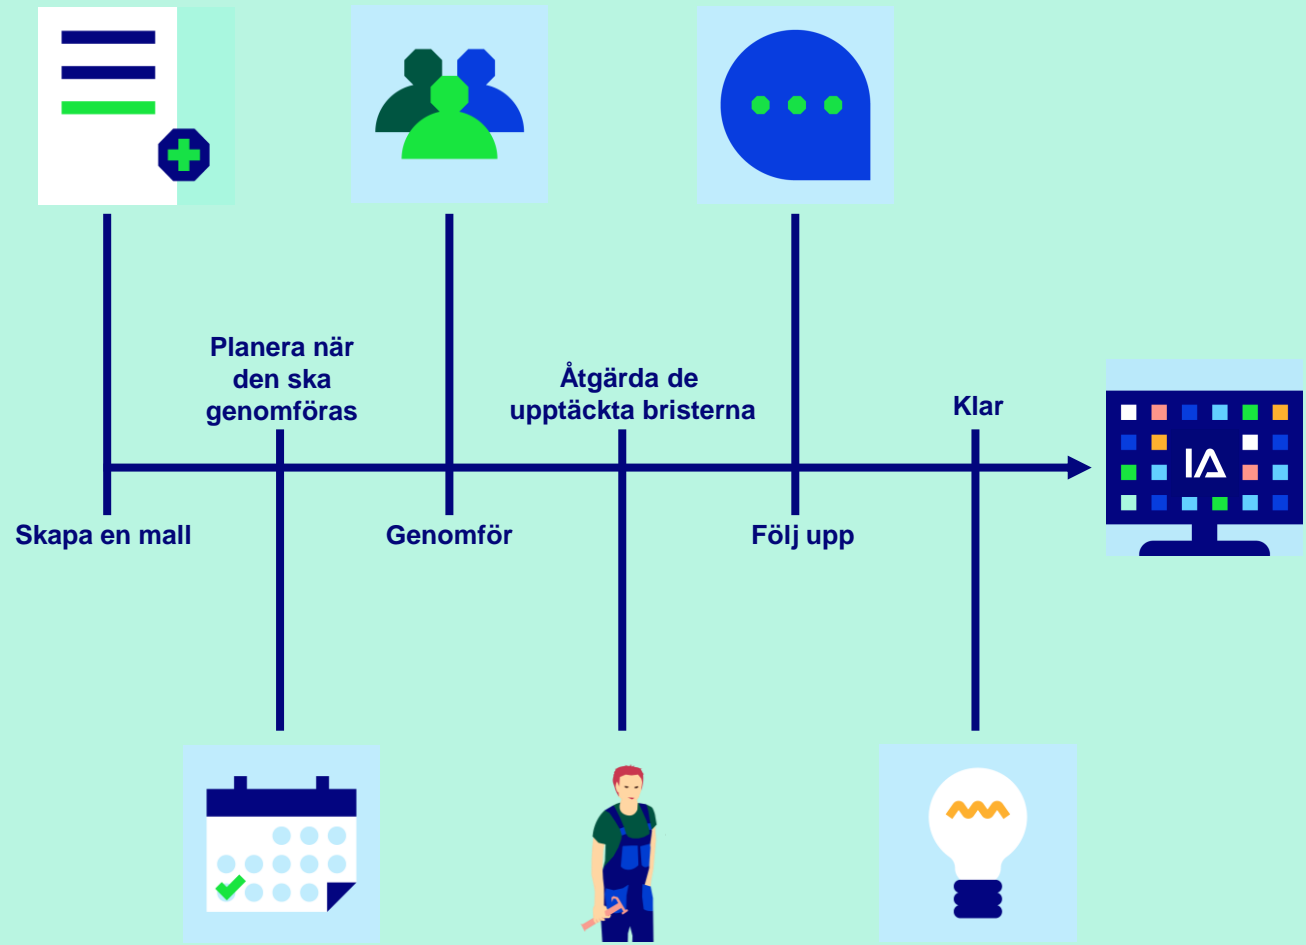 Planera när
den ska
genomföras
Åtgärda de
upptäckta bristerna
Klar
IA
Skapa en mall
Genomför
Följ upp